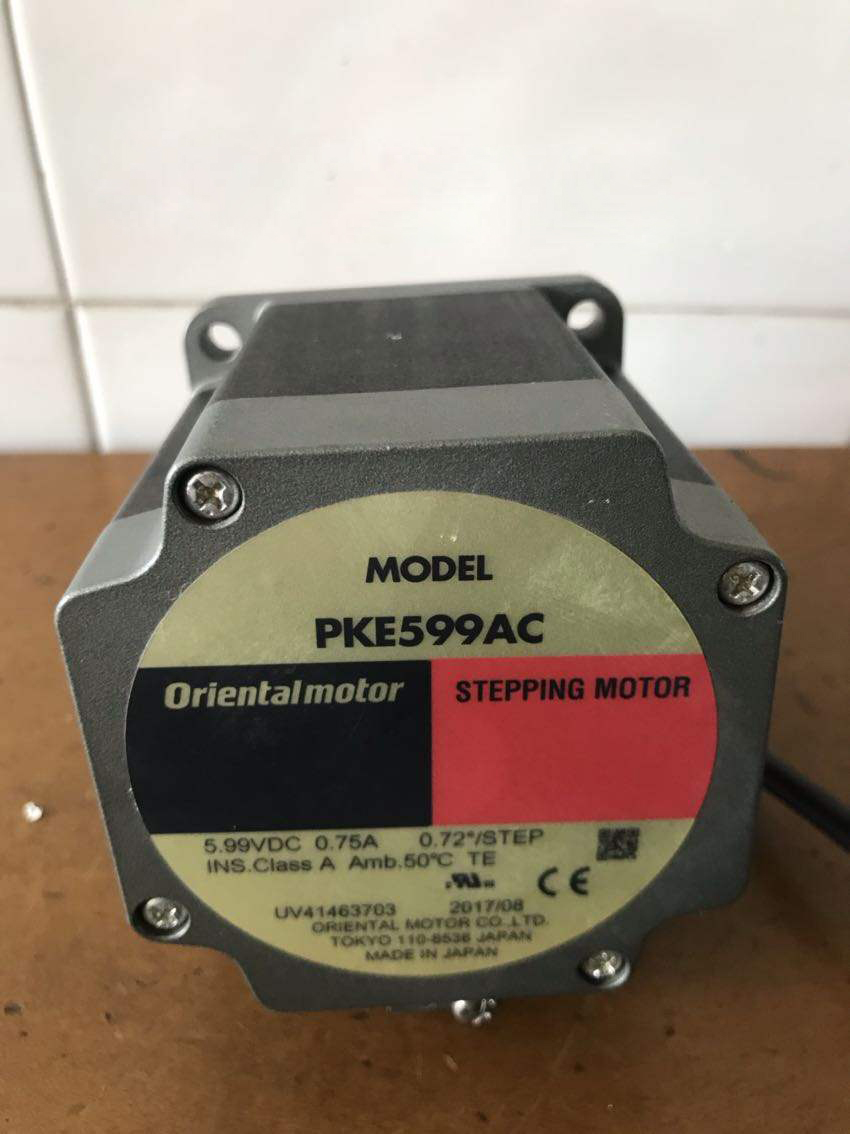 MODEL
PKE599AC
Orientalmotor STEPPING MOTOR
5.99VDC 0.75A 0.72°/STEP
INS.Class A Amb.50°C TE
CE
UV41463703 2017/08
ORIENTAL MOTOR CO.,LTD.
TOKYO 110-8536 JAPAN
MADE IN JAPAN